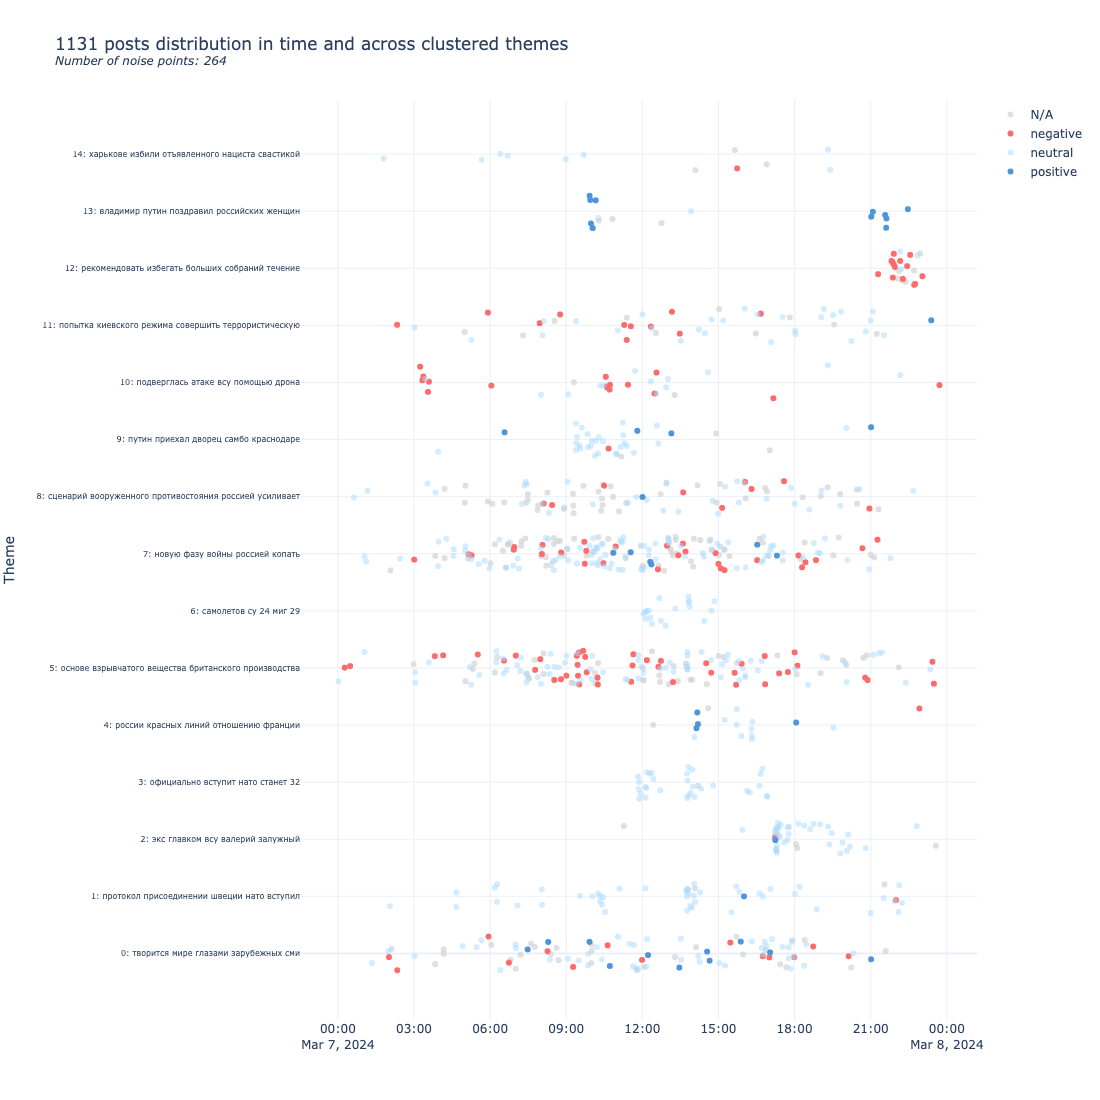 1131 posts distribution in time and across clustered themes
Number of noise points: 264
N/A
negative
neutral
positive
Theme
14: харькове избили отъявленного нациста свастикой
13: владимир путин поздравил российских женщин
12: рекомендовать избегать больших собраний течение
11: попытка киевского режима совершить террористическую
10: подверглась атаке всу помощью дрона
9: путин приехал дворец самбо краснодаре
8: сценарий вооруженного противостояния россией усиливает
7: новую фазу войны россией копать
6: самолетов су 24 миг 29
5: основе взрывчатого вещества британского производства
4: россии красных линий отношению франции
3: официально вступит нато станет 32
2: экс главком всу валерий залужный
1: протокол присоединении швеции нато вступил
0: творится мире глазами зарубежных сми
00:00 03:00 06:00 09:00 12:00 15:00 18:00 21:00 00:00
Mar 7, 2024 Mar 8, 2024